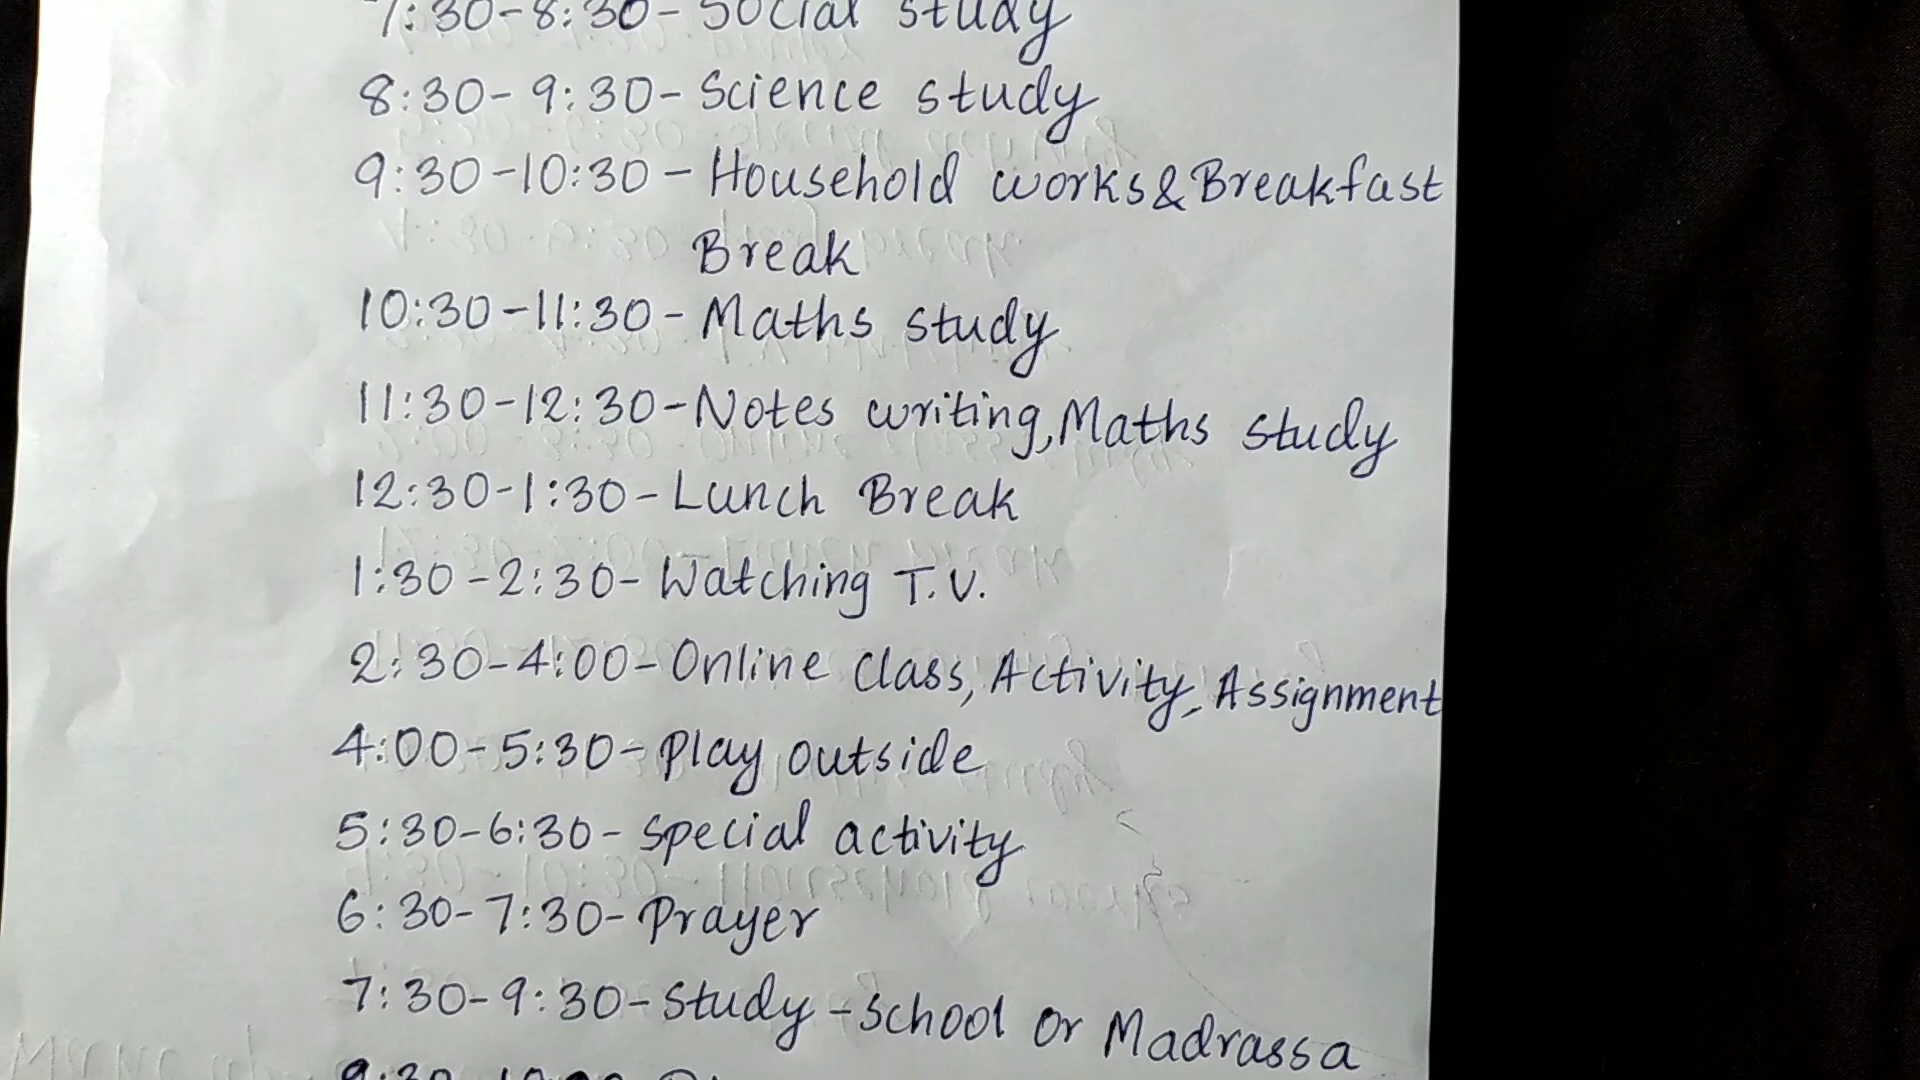 7:30-8:30- Social study
8:30-9:30- Science study
9:30-10:30- Household works & Breakfast
Break
10:30-11:30- Maths study
11:30-12:30- Notes writing, Maths study
12:30-1:30- Lunch Break
1:30-2:30- Watching T.V.
2:30-4:00- Online class, Activity, Assignment
4:00-5:30- Play outside
5:30-6:30- Special activity
6:30-7:30- Prayer
7:30-9:30- Study - School or Madrassa
9:30